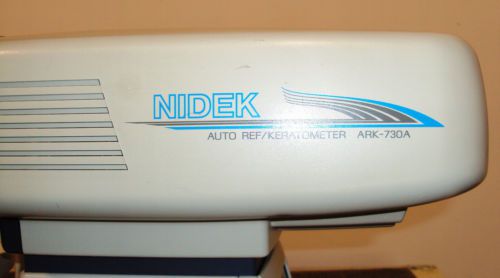 NIDEK
AUTO REF/KERATOMETER ARK-730A